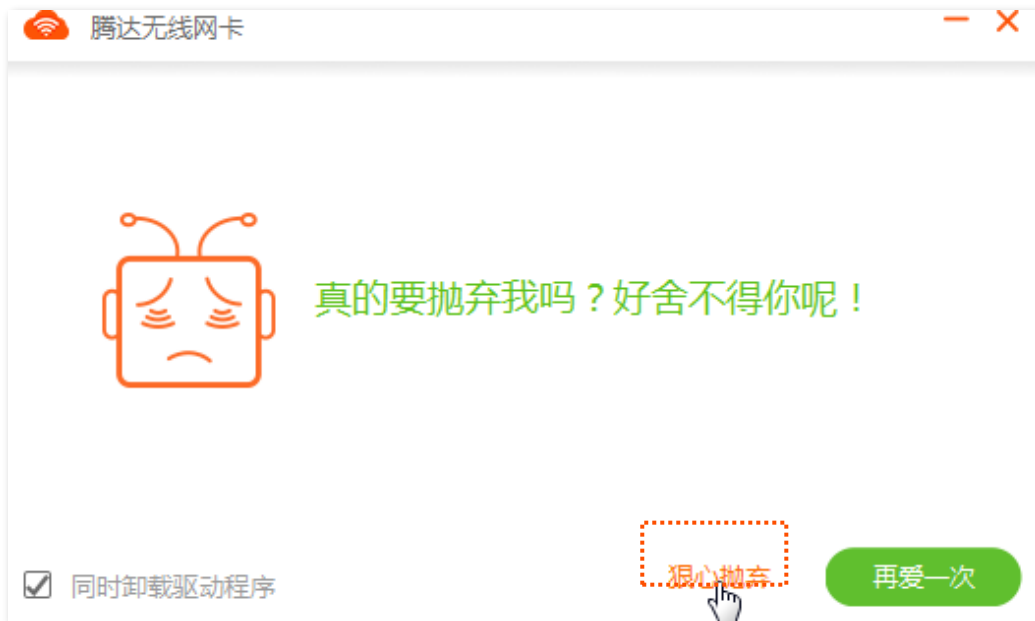 腾达无线网卡
真的要抛弃我吗？好舍不得你呢！
同时卸载驱动程序
狠心抛弃
再爱一次